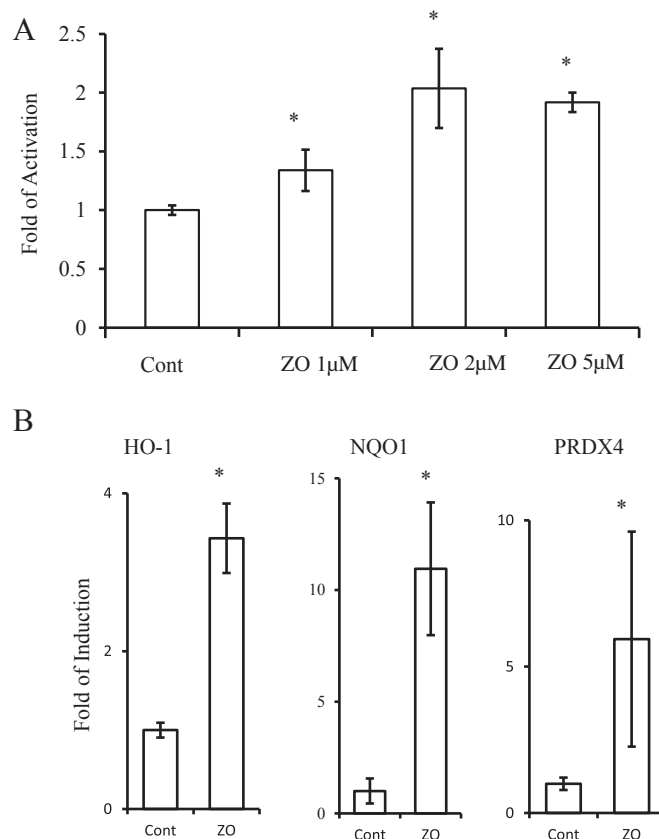 A
Fold of Activation
2.5
2
1.5
1
0.5
0
*
*
*
Cont
ZO 1µM
ZO 2µM
ZO 5µM
B
Fold of Induction
HO-1
4
2
0
*
Cont
ZO
NQO1
15
10
5
0
*
Cont
ZO
PRDX4
10
5
0
*
Cont
ZO